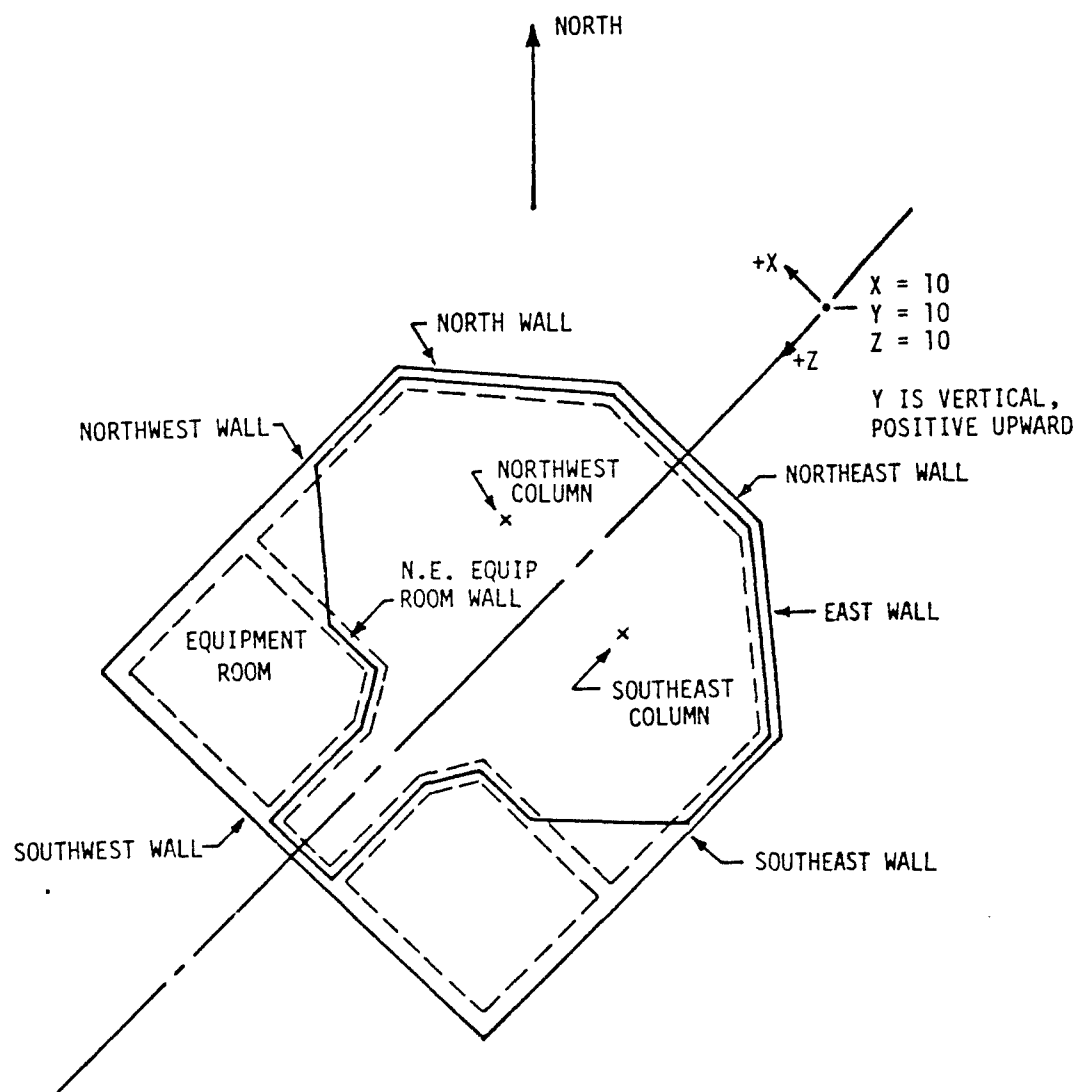 NORTH
+X
X = 10
Y = 10
Z = 10
+Z
NORTH WALL
Y IS VERTICAL,
POSITIVE UPWARD
NORTHWEST WALL
NORTHWEST
COLUMN
NORTHEAST WALL
N.E. EQUIP
ROOM WALL
EAST WALL
EQUIPMENT
ROOM
SOUTHEAST
COLUMN
SOUTHWEST WALL
SOUTHEAST WALL